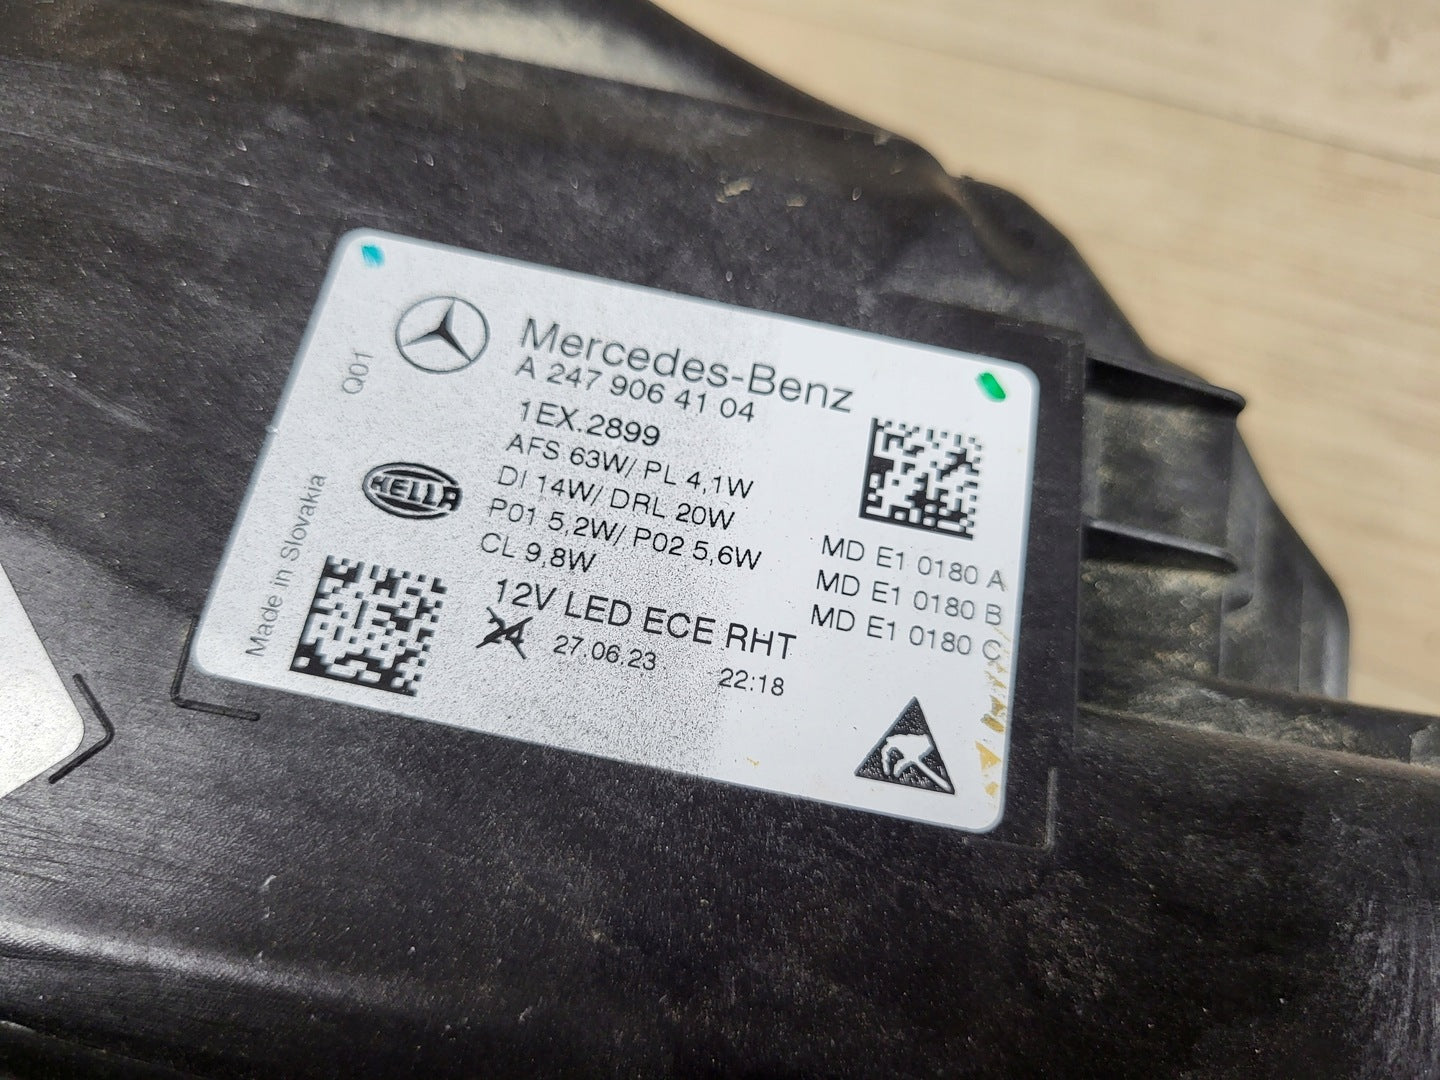 Mercedes-Benz
A 247 906 41 04
Q01
1EX.2899
AFS 63W/ PL 4,1W
DI 14W/ DRL 20W
P01 5,2W/ P02 5,6W
CL 9,8W
HELLA
Made in Slovakia
MD E1 0180 A
MD E1 0180 B
MD E1 0180 C
12V LED ECE RHT
24 27.06.23 22:18